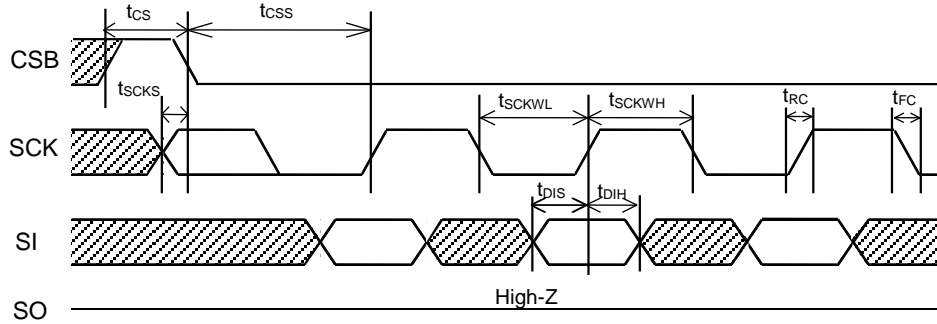 tCS
tCSS
CSB
tSCKS
tSCKWL
tSCKWH
tRC
tFC
SCK
tDIS
tDIH
SI
High-Z
SO